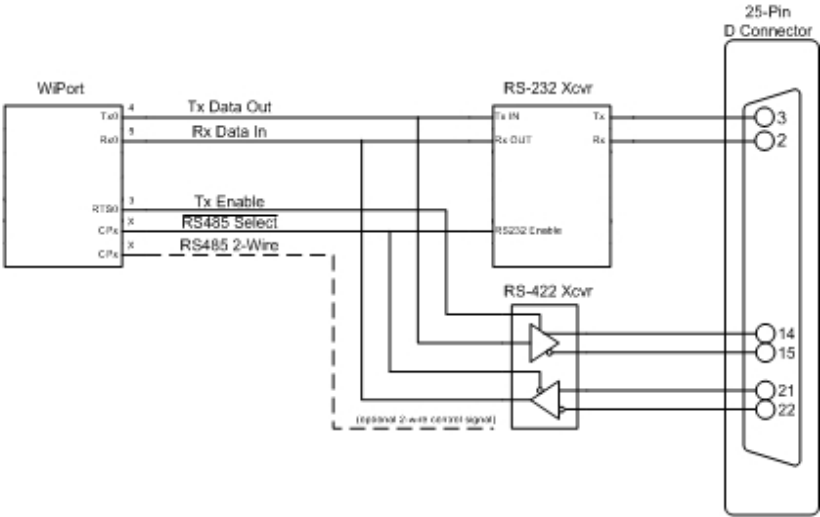 25-Pin
D Connector
WiPort
RS-232 Xcvr
4
Tx Data Out
Tx0
Tx IN
Tx
3
5
Rx Data In
Rx0
Rx OUT
Rx
2
3
Tx Enable
RTS0
X
RS485 Select
CPx
RS232 Enable
X
RS485 2-Wire
CPx
RS-422 Xcvr
14
15
21
22
(optional 2-wire control signal)